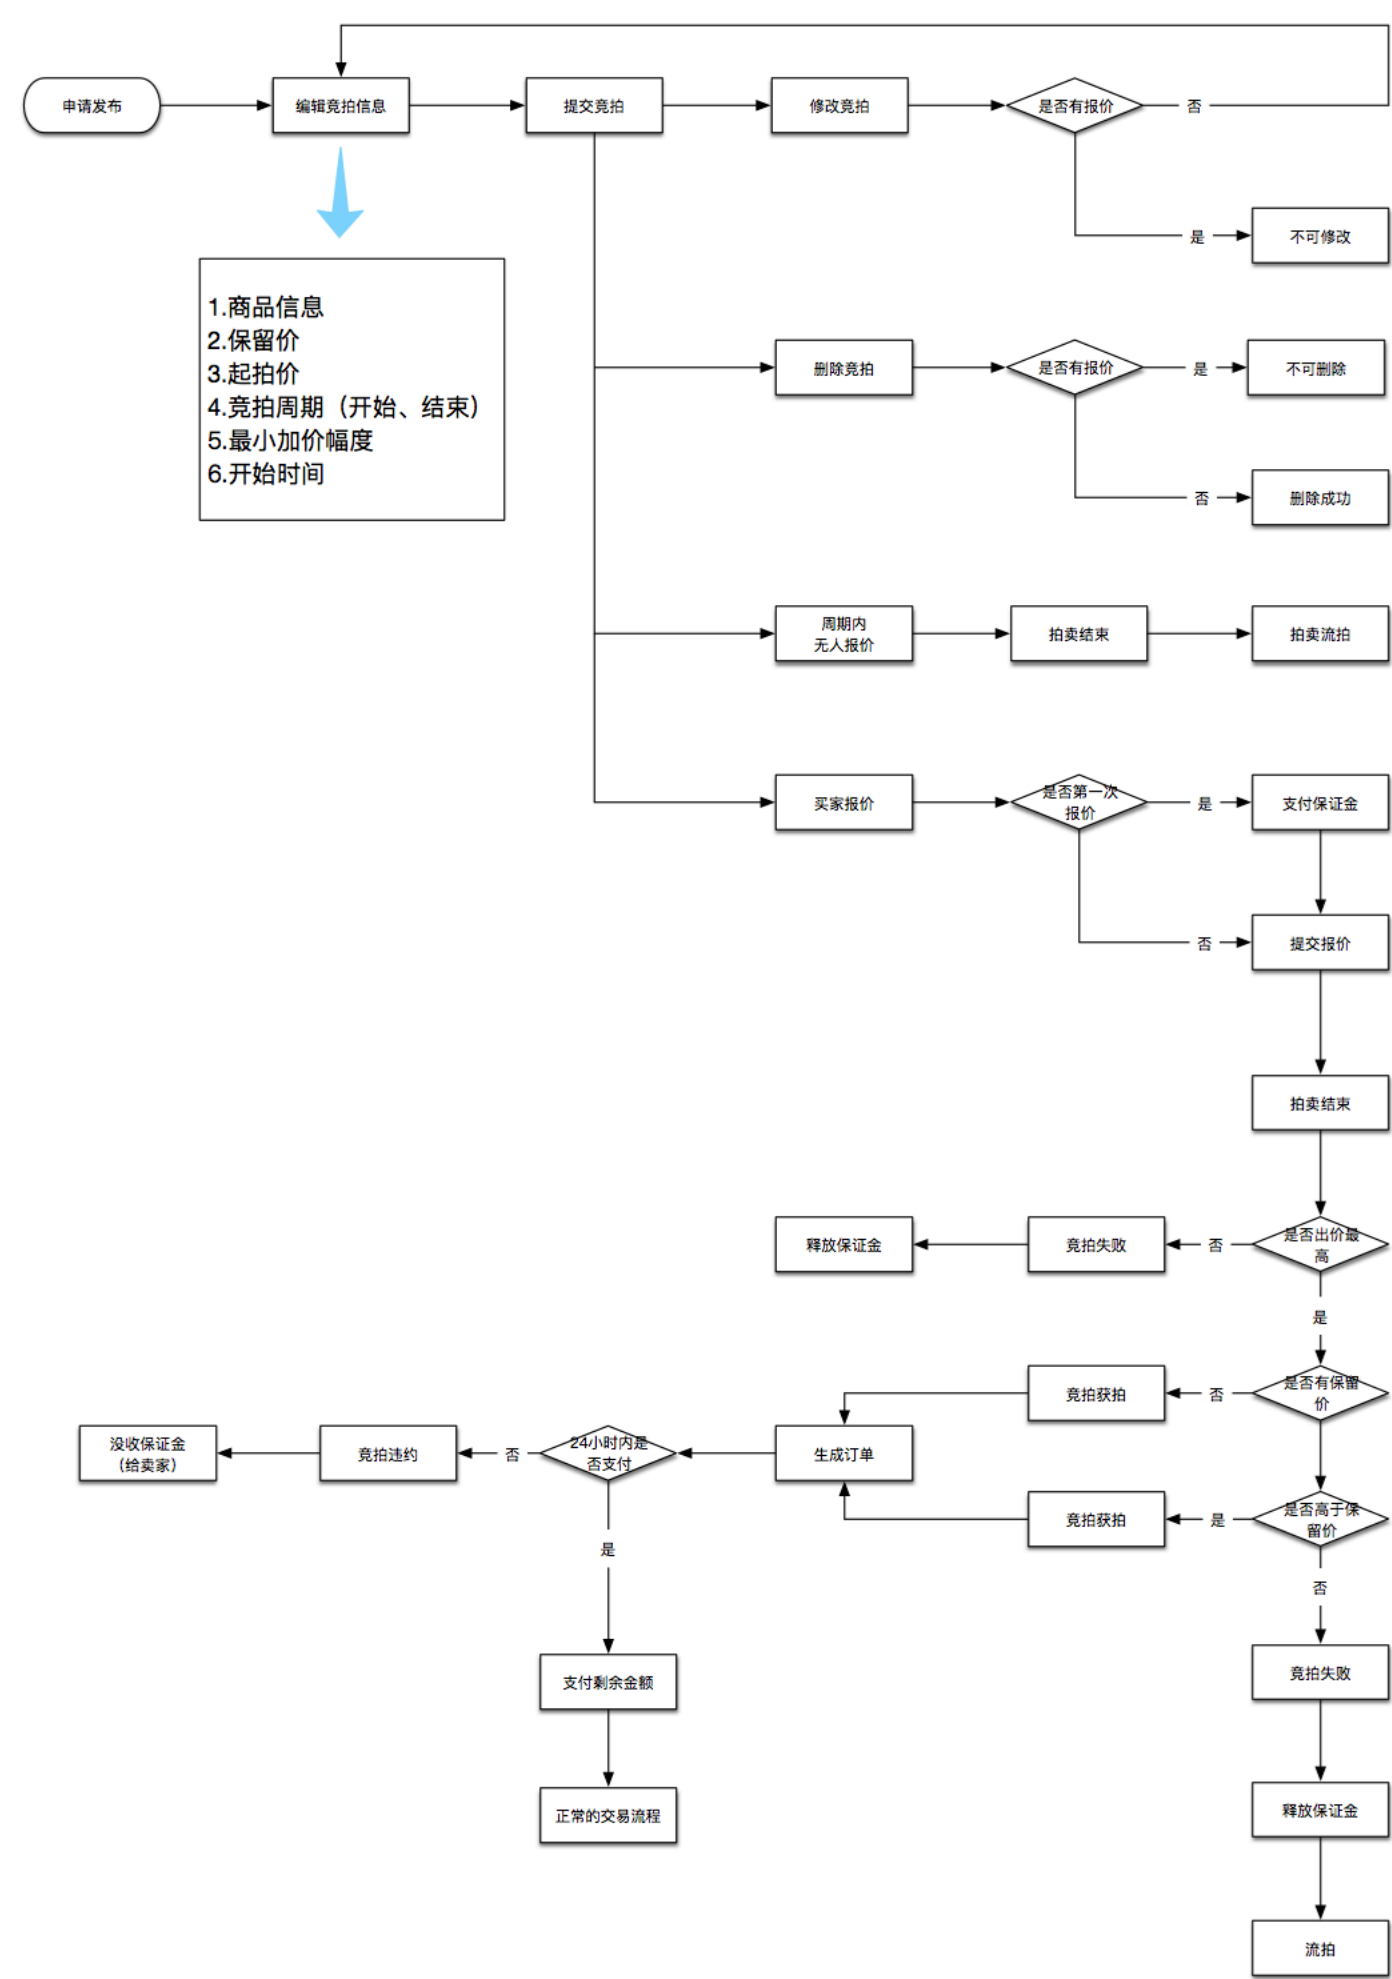 申请发布
编辑竞拍信息
提交竞拍
修改竞拍
是否有报价
否
是
不可修改
1.商品信息
2.保留价
3.起拍价
4.竞拍周期（开始、结束）
5.最小加价幅度
6.开始时间
删除竞拍
是否有报价
是
不可删除
否
删除成功
周期内
无人报价
拍卖结束
拍卖流拍
买家报价
是否第一次
报价
是
支付保证金
否
提交报价
拍卖结束
释放保证金
竞拍失败
否
是否出价最
高
是
竞拍获拍
否
是否有保留
价
没收保证金
（给卖家）
竞拍违约
否
24小时内是
否支付
生成订单
竞拍获拍
是
是否高于保
留价
是
否
支付剩余金额
竞拍失败
正常的交易流程
释放保证金
流拍